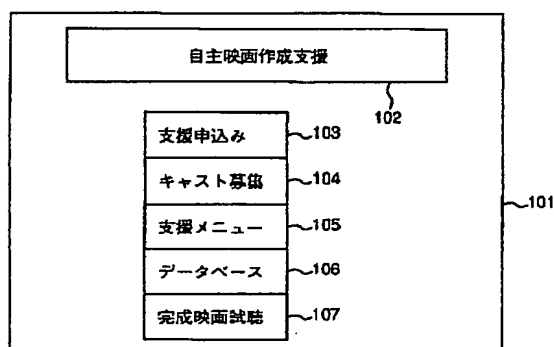 自主映画作成支援
102
支援申込み
103
キャスト募集
104
支援メニュー
105
101
データベース
106
完成映画試聴
107